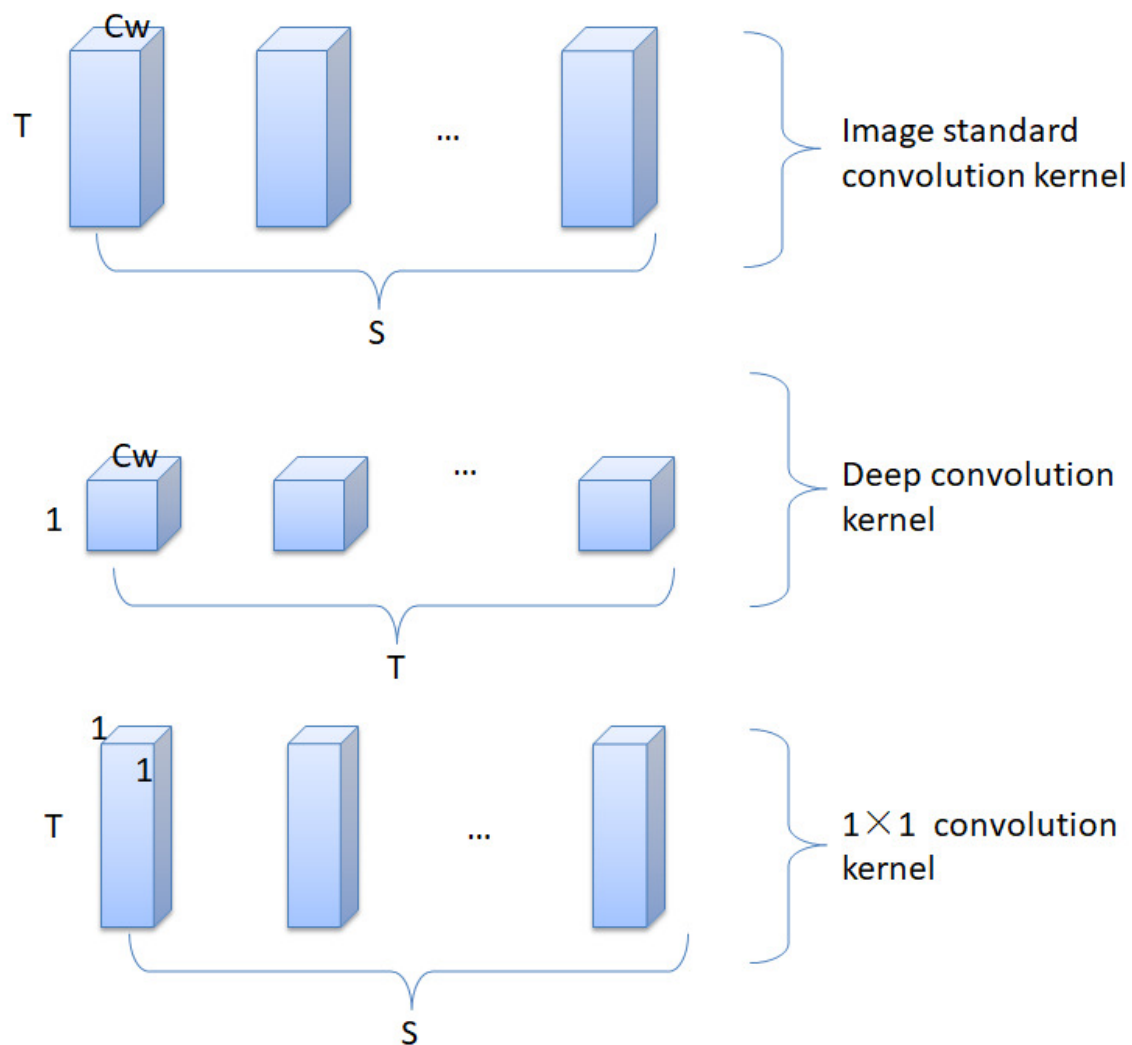 Cw
T
...
Image standard
convolution kernel
S
Cw
...
1
Deep convolution
kernel
T
1
1
T
...
1×1 convolution
kernel
S